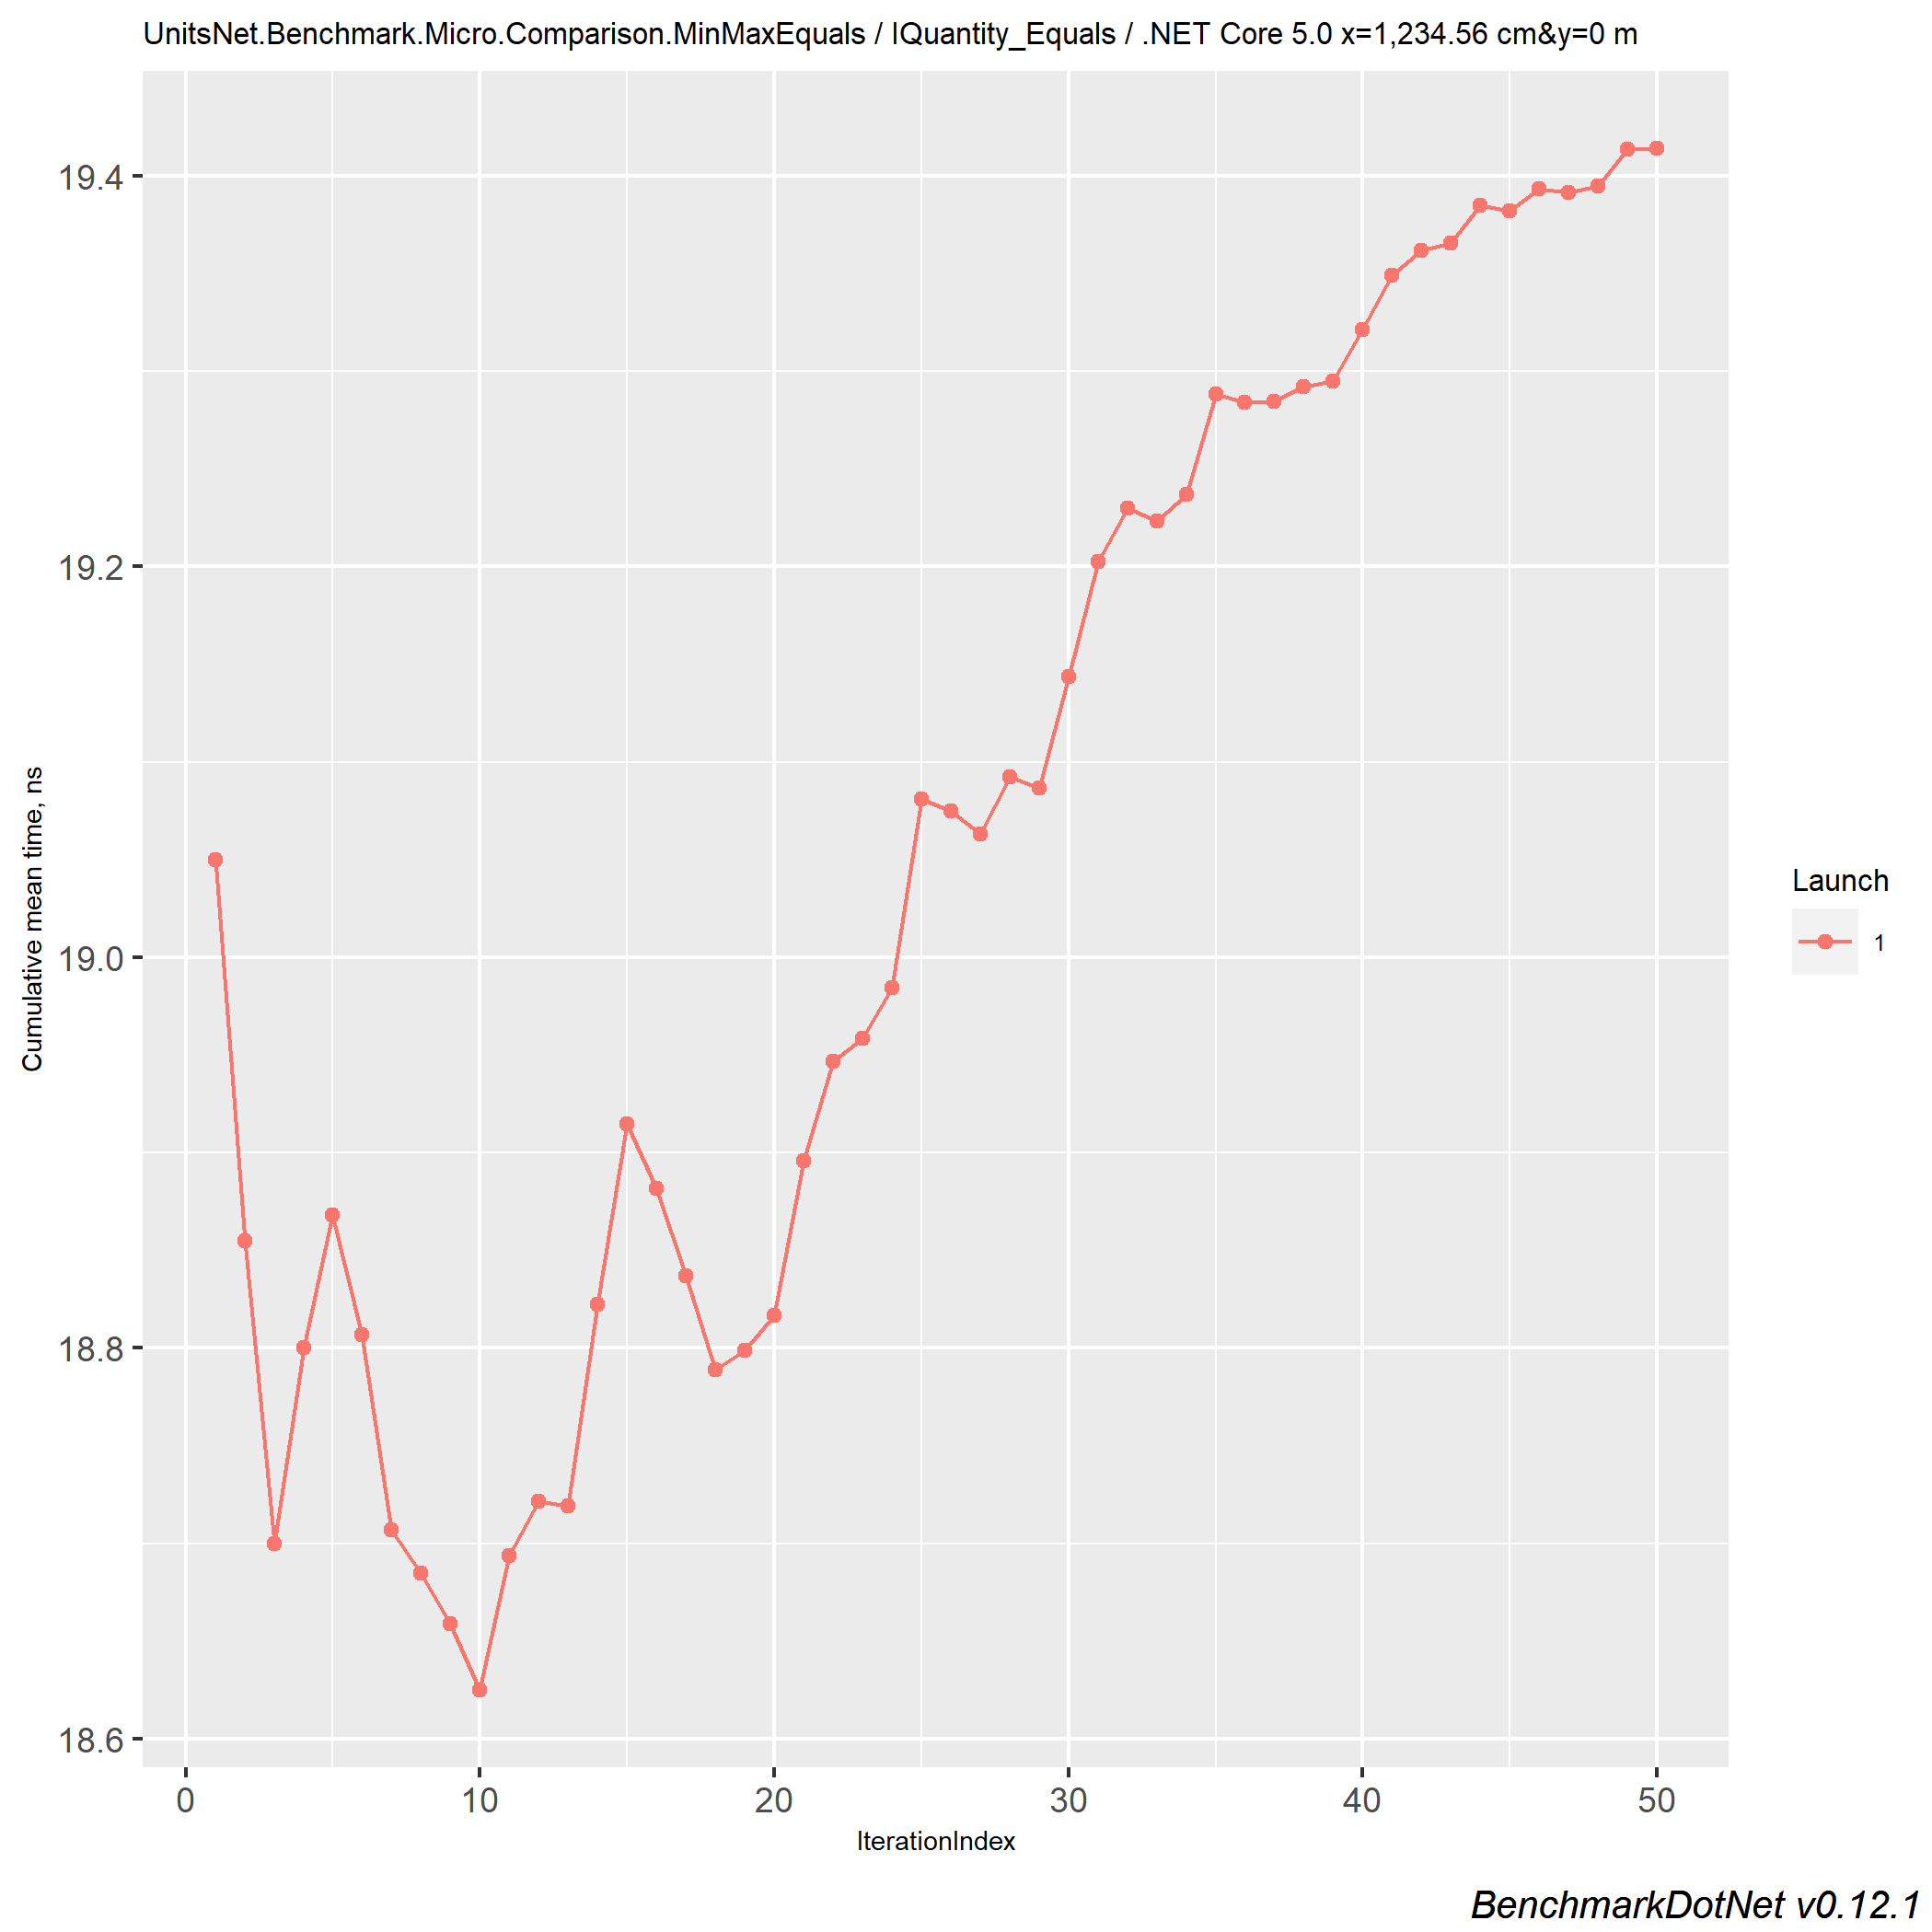 UnitsNet.Benchmark.Micro.Comparison.MinMaxEquals / IQuantity_Equals / .NET Core 5.0 x=1,234.56 cm&y=0 m
Cumulative mean time, ns
19.4
19.2
19.0
18.8
18.6
0 10 20 30 40 50
IterationIndex
Launch
1
BenchmarkDotNet v0.12.1